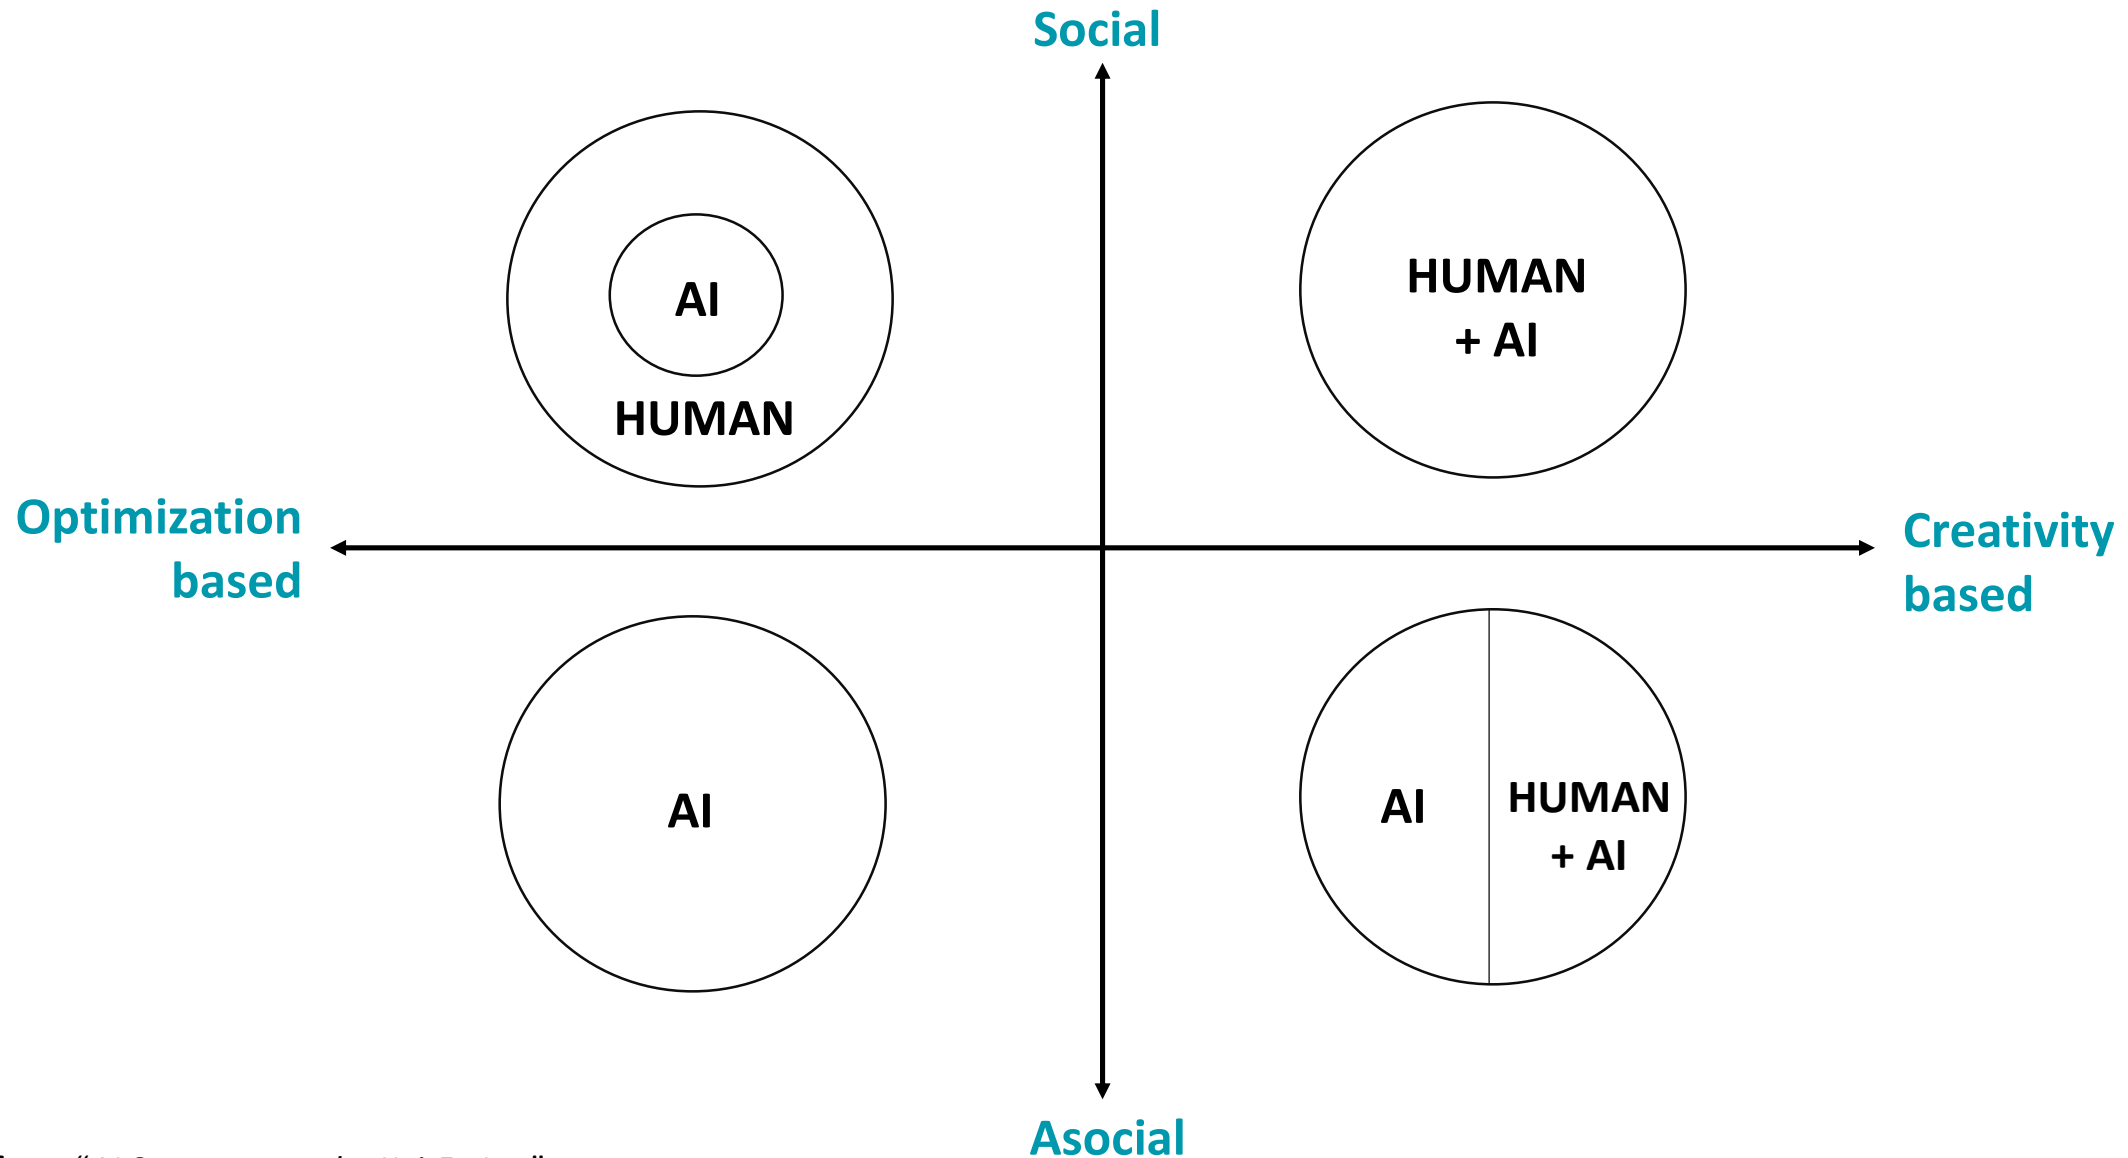 Social
AI
HUMAN
HUMAN
+ AI
Optimization
based
Creativity
based
AI
AI
HUMAN
+ AI
Asocial